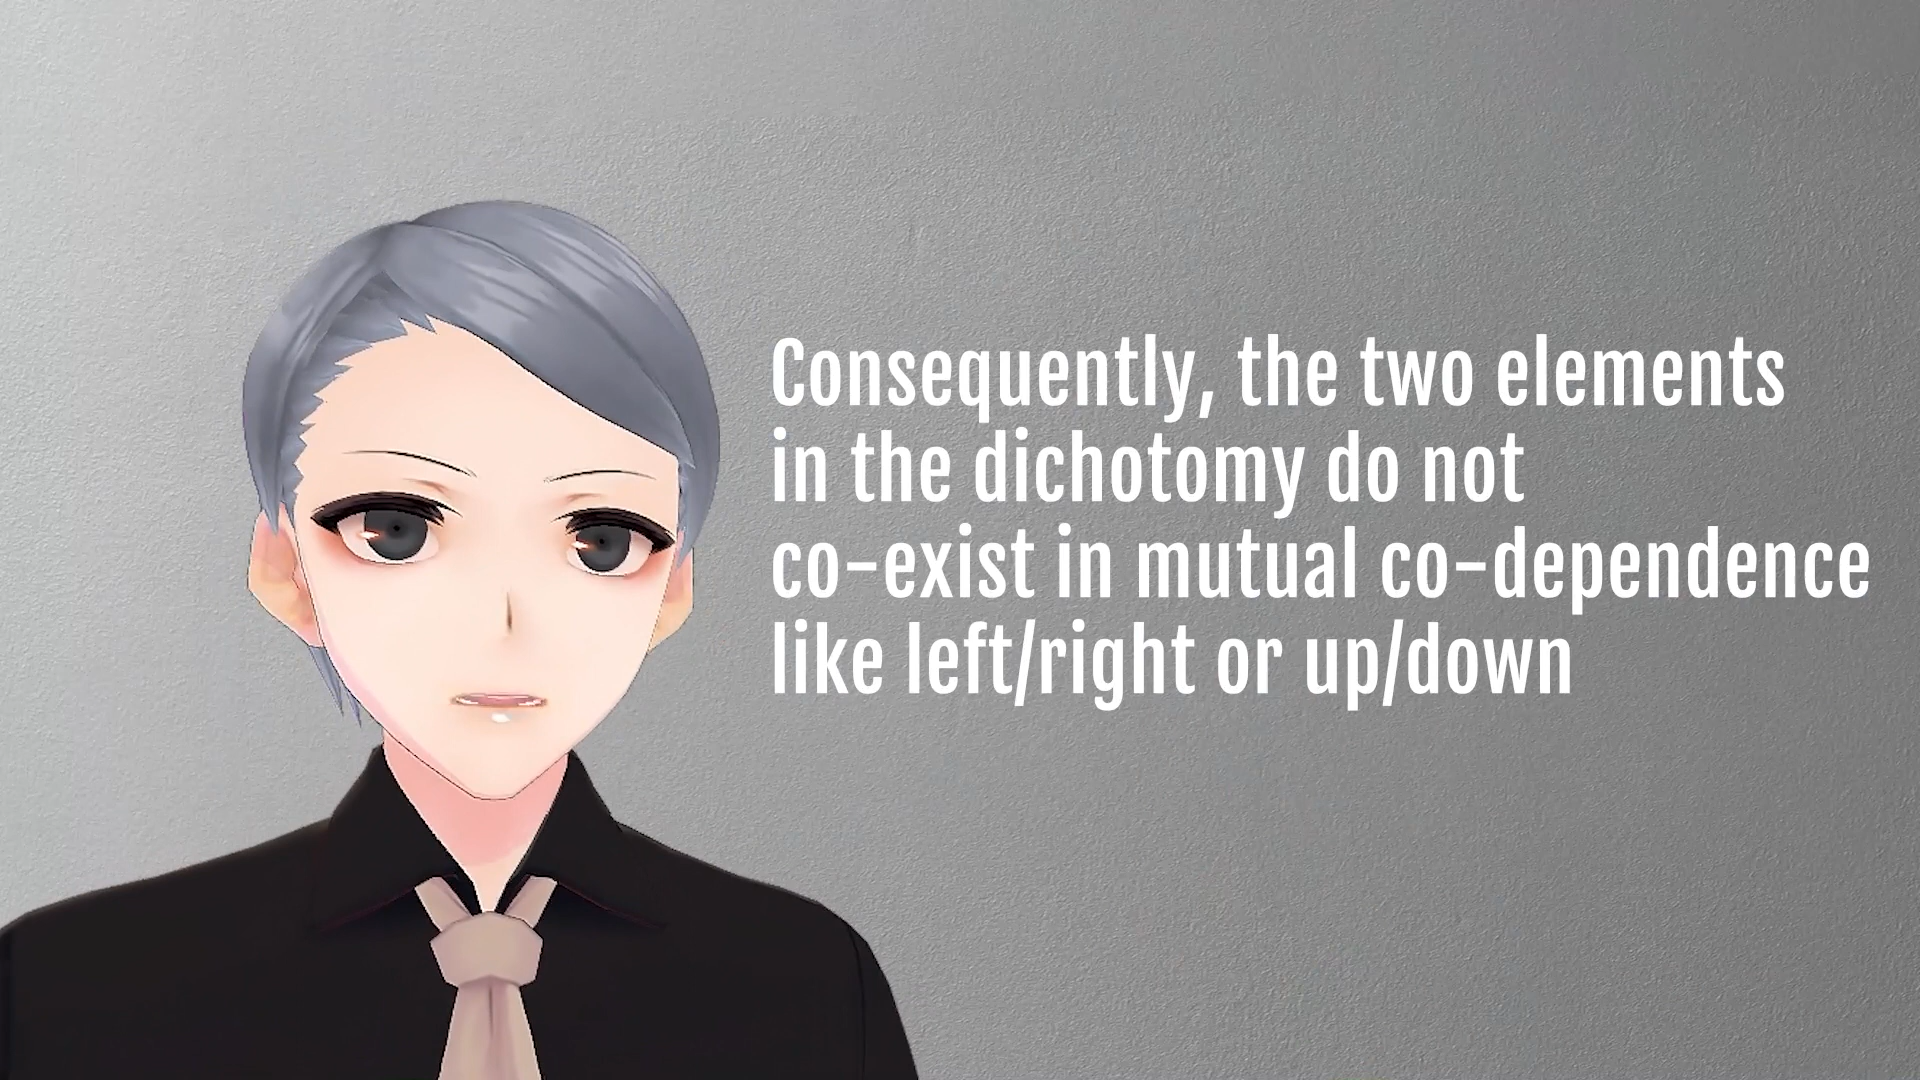 Consequently, the two elements
in the dichotomy do not
co-exist in mutual co-dependence
like left/right or up/down